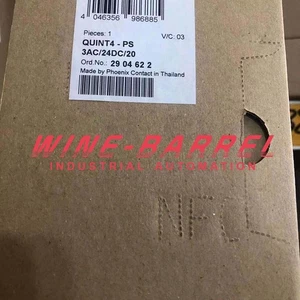 4 046356 986885
Pieces: 1 V/C: 03
QUINT4 - PS
3AC/24DC/20
Ord.No.: 29 04 62 2
Made by Phoenix Contact in Thailand
WINE-BARREL
INDUSTRIAL AUTOMATION